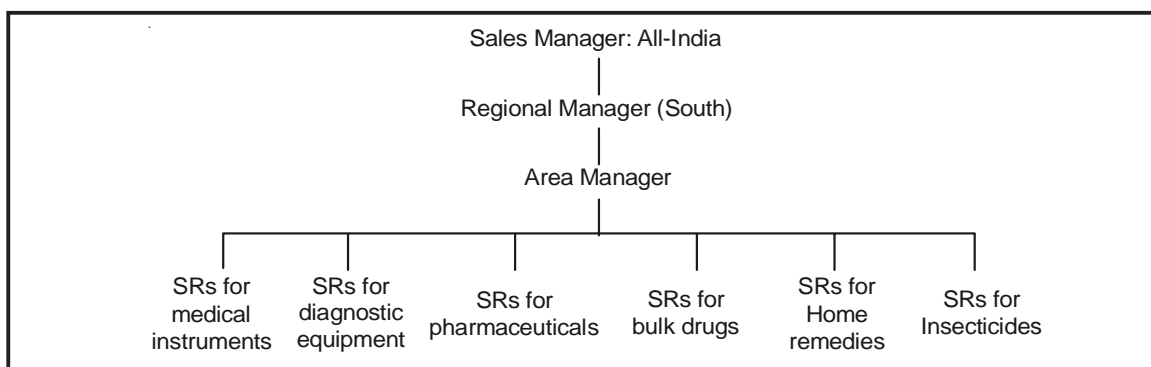 Sales Manager: All-India
Regional Manager (South)
Area Manager
SRs for
medical
instruments
SRs for
diagnostic
equipment
SRs for
pharmaceuticals
SRs for
bulk drugs
SRs for
Home
remedies
SRs for
Insecticides